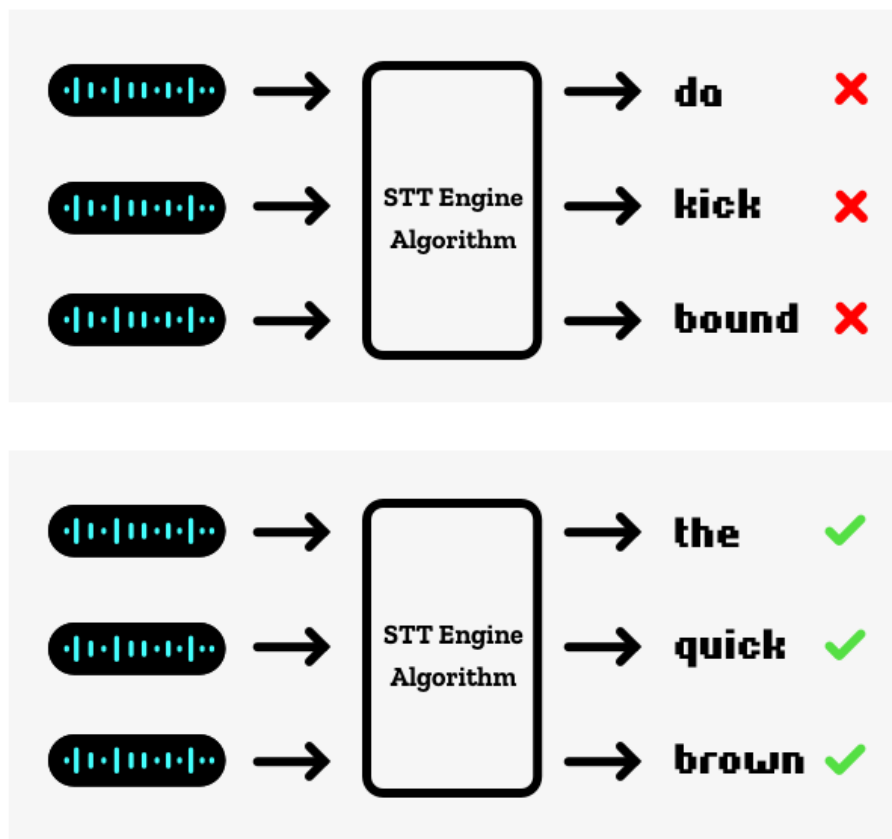 do
STT Engine
Algorithm
kick
bound
the
STT Engine
Algorithm
quick
brown